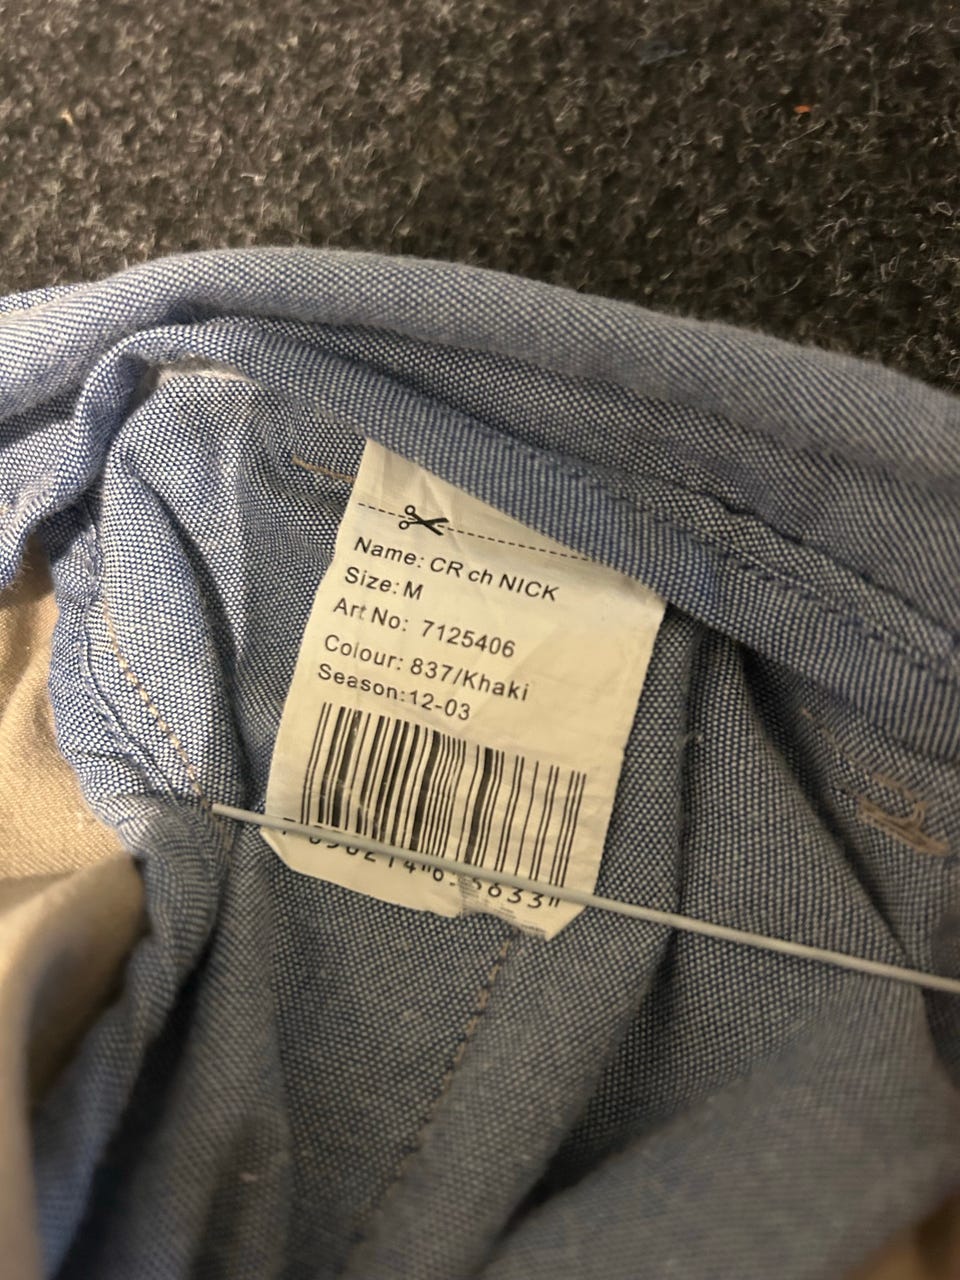 Name: CR ch NICK
Size: M
Art No: 7125406
Colour: 837/Khaki
Season:12-03